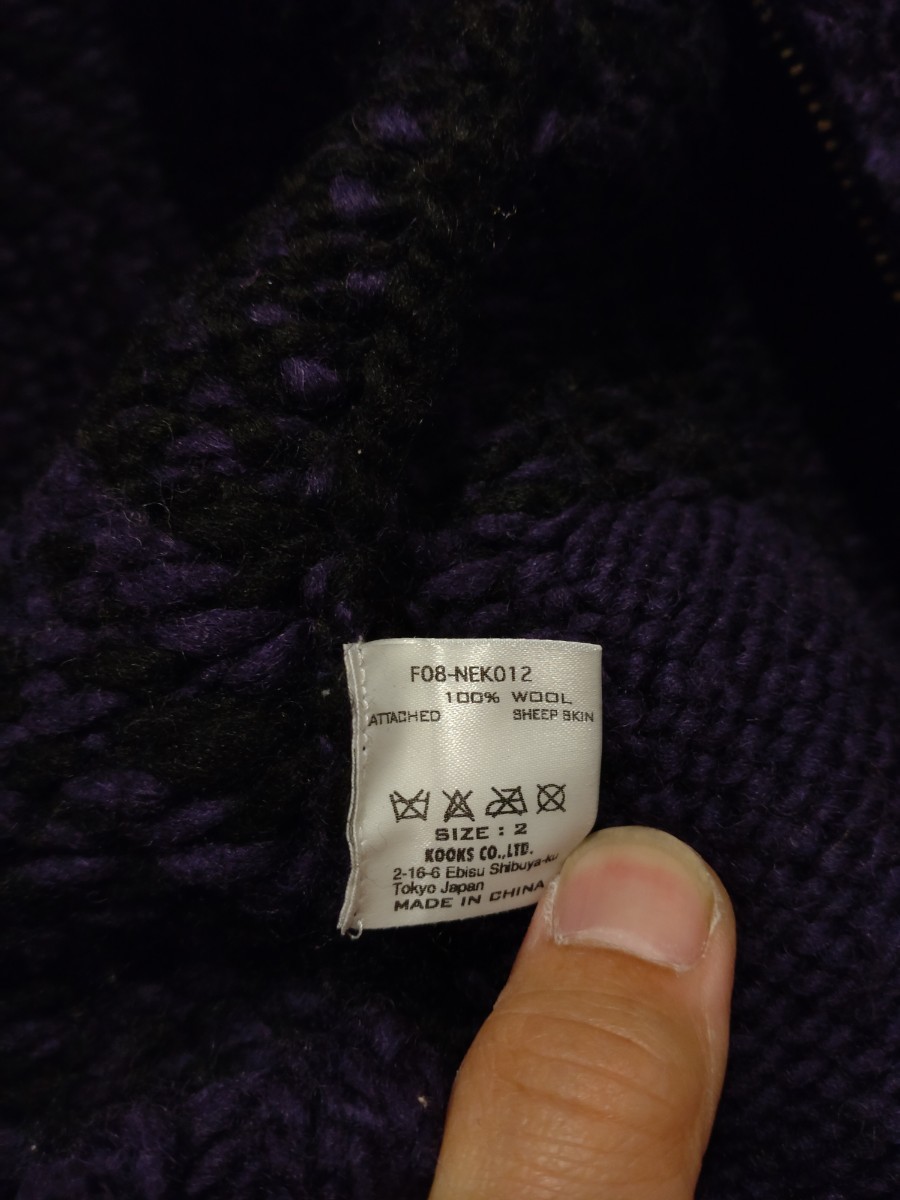 F08-NEK012
100% WOOL
ATTACHED SHEEP SKIN
SIZE : 2
KOOKS CO.,LTD.
2-16-6 Ebisu Shibuya-ku
Tokyo Japan
MADE IN CHINA